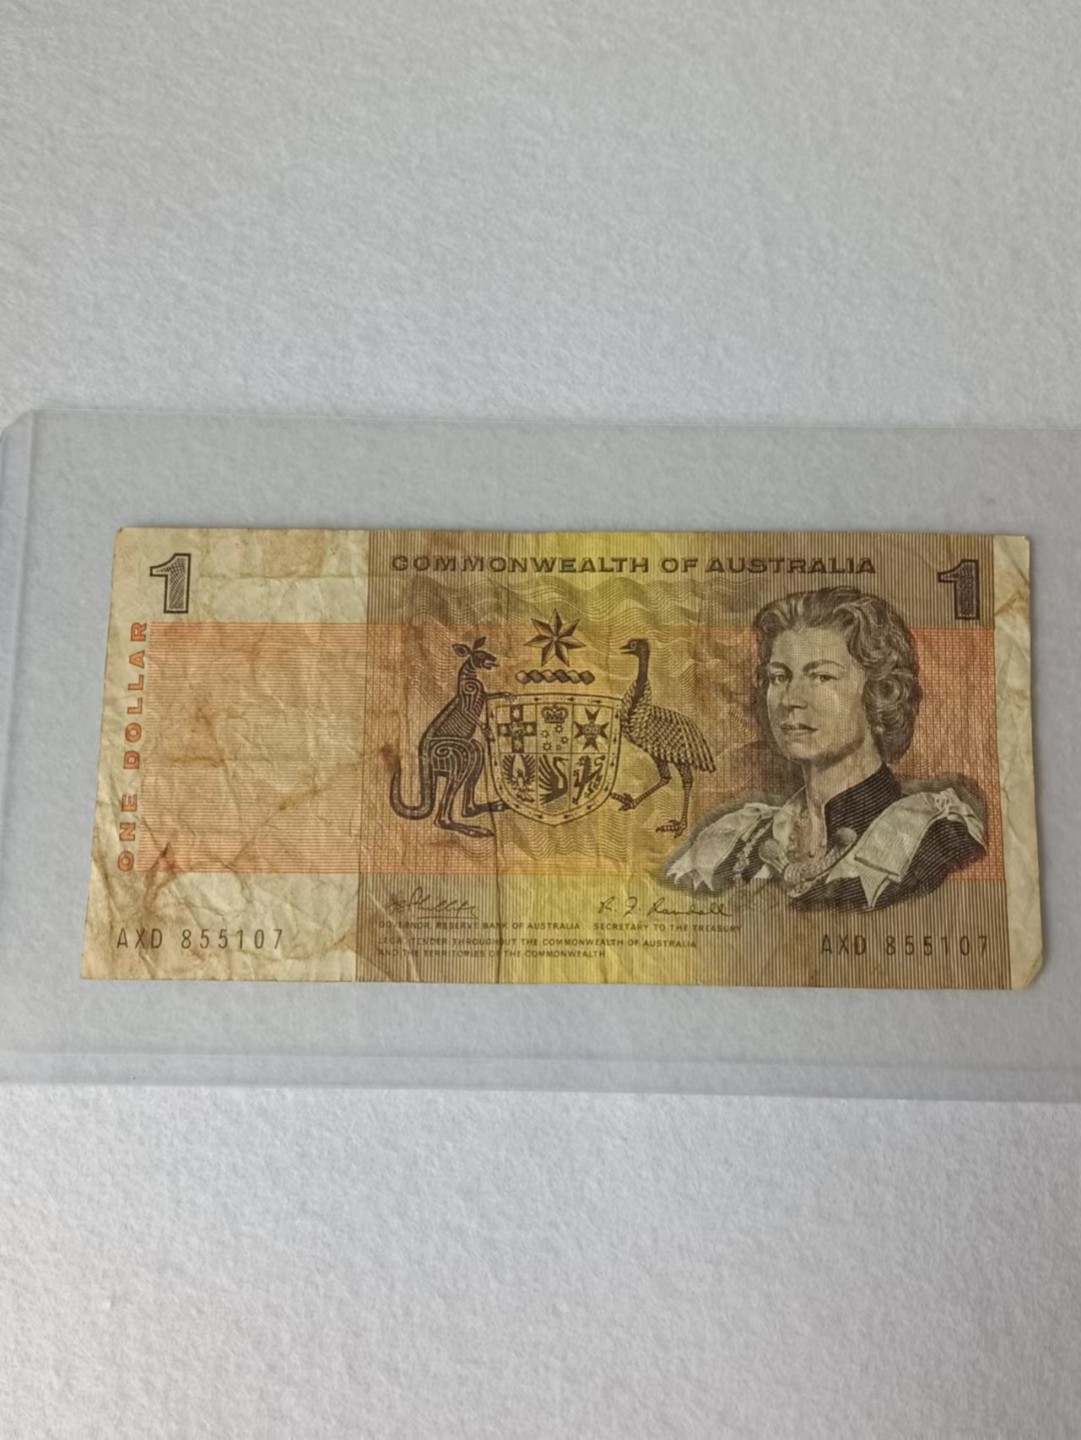 1
COMMONWEALTH OF AUSTRALIA
1
ONE DOLLAR
R. J. Randall
GOVERNOR, RESERVE BANK OF AUSTRALIA SECRETARY TO THE TREASURY
LEGAL TENDER THROUGHOUT THE COMMONWEALTH OF AUSTRALIA
AND THE TERRITORIES OF THE COMMONWEALTH
AXD 855107
AXD 855107